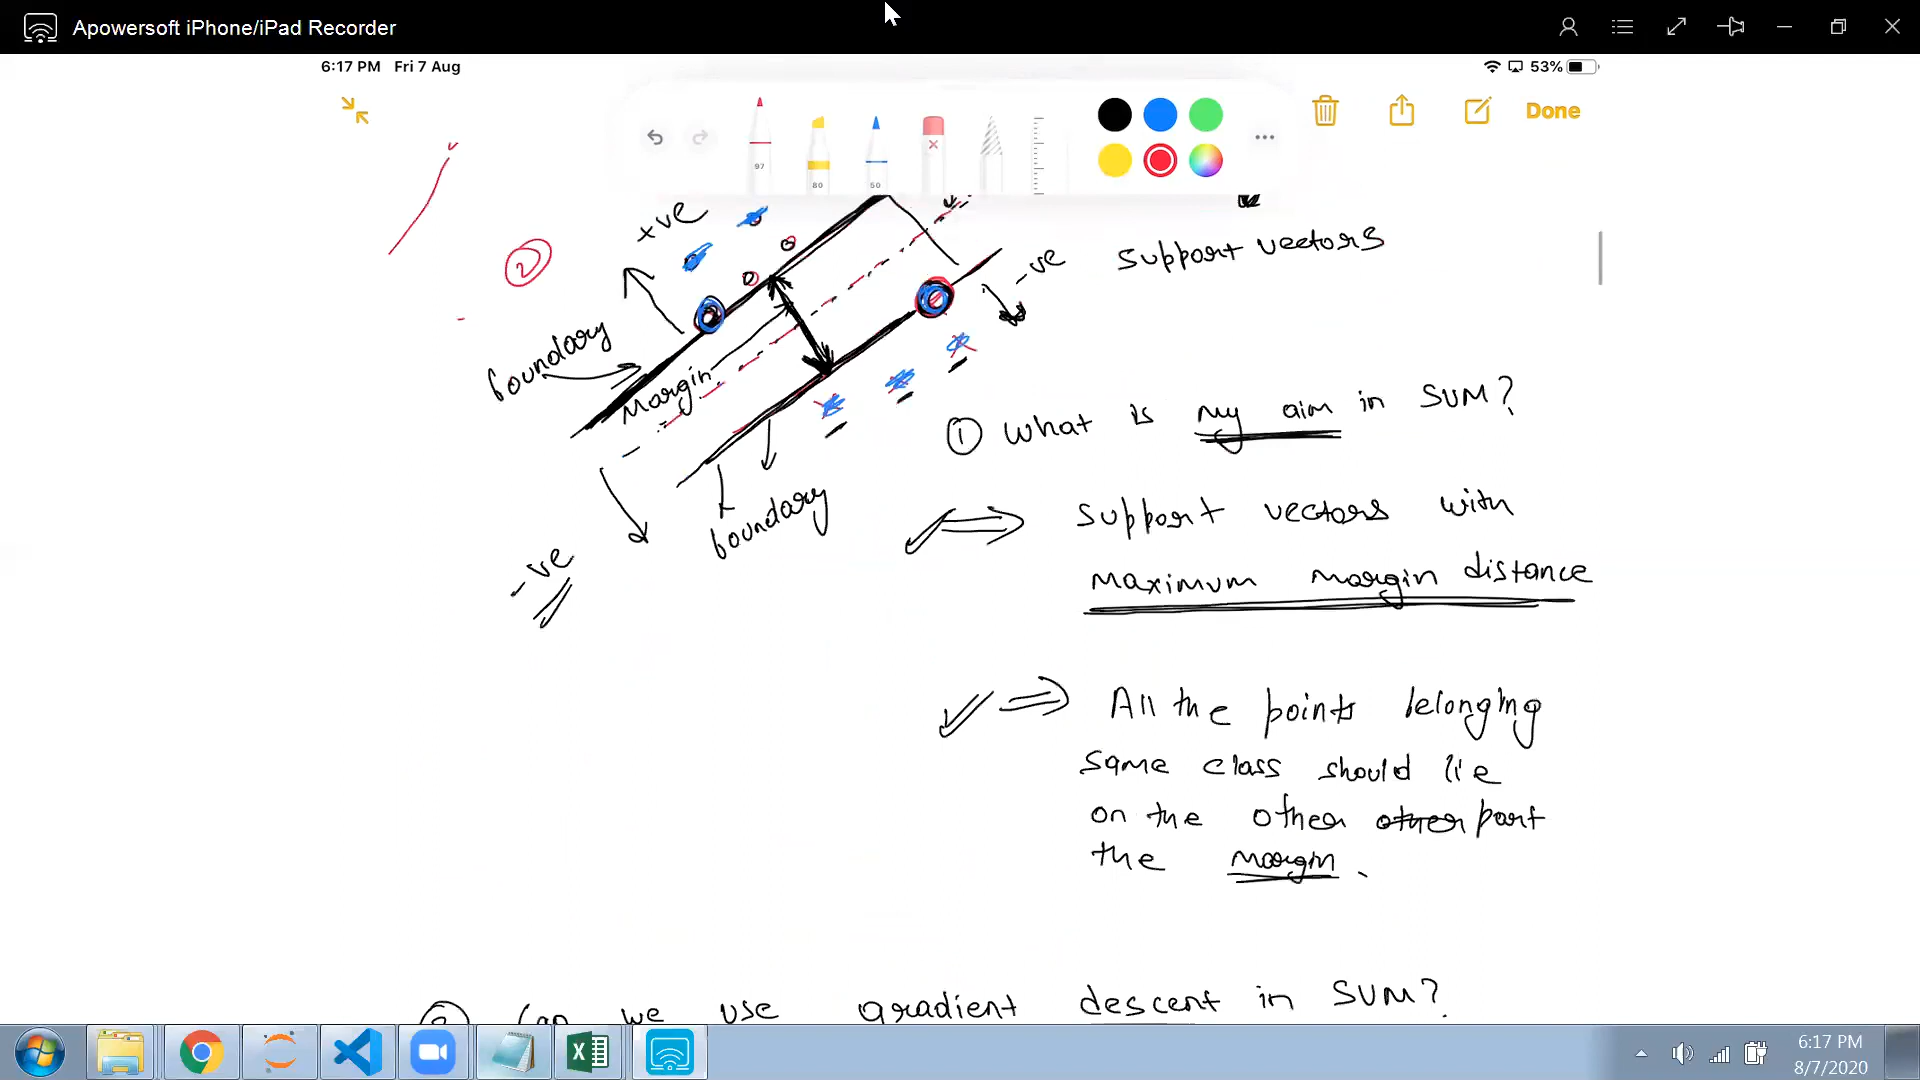 Apowersoft iPhone/iPad Recorder
6:17 PM Fri 7 Aug
53%
Done
97
80
50
+ve
②
support vectors
-ve
boundary
Margin
① What is my aim in SVM?
support vectors with
maximum margin distance
boundary
-ve
All the points belonging
same class should lie
on the other other part
the margin.
Can we use gradient descent in SVM?
6:17 PM
8/7/2020